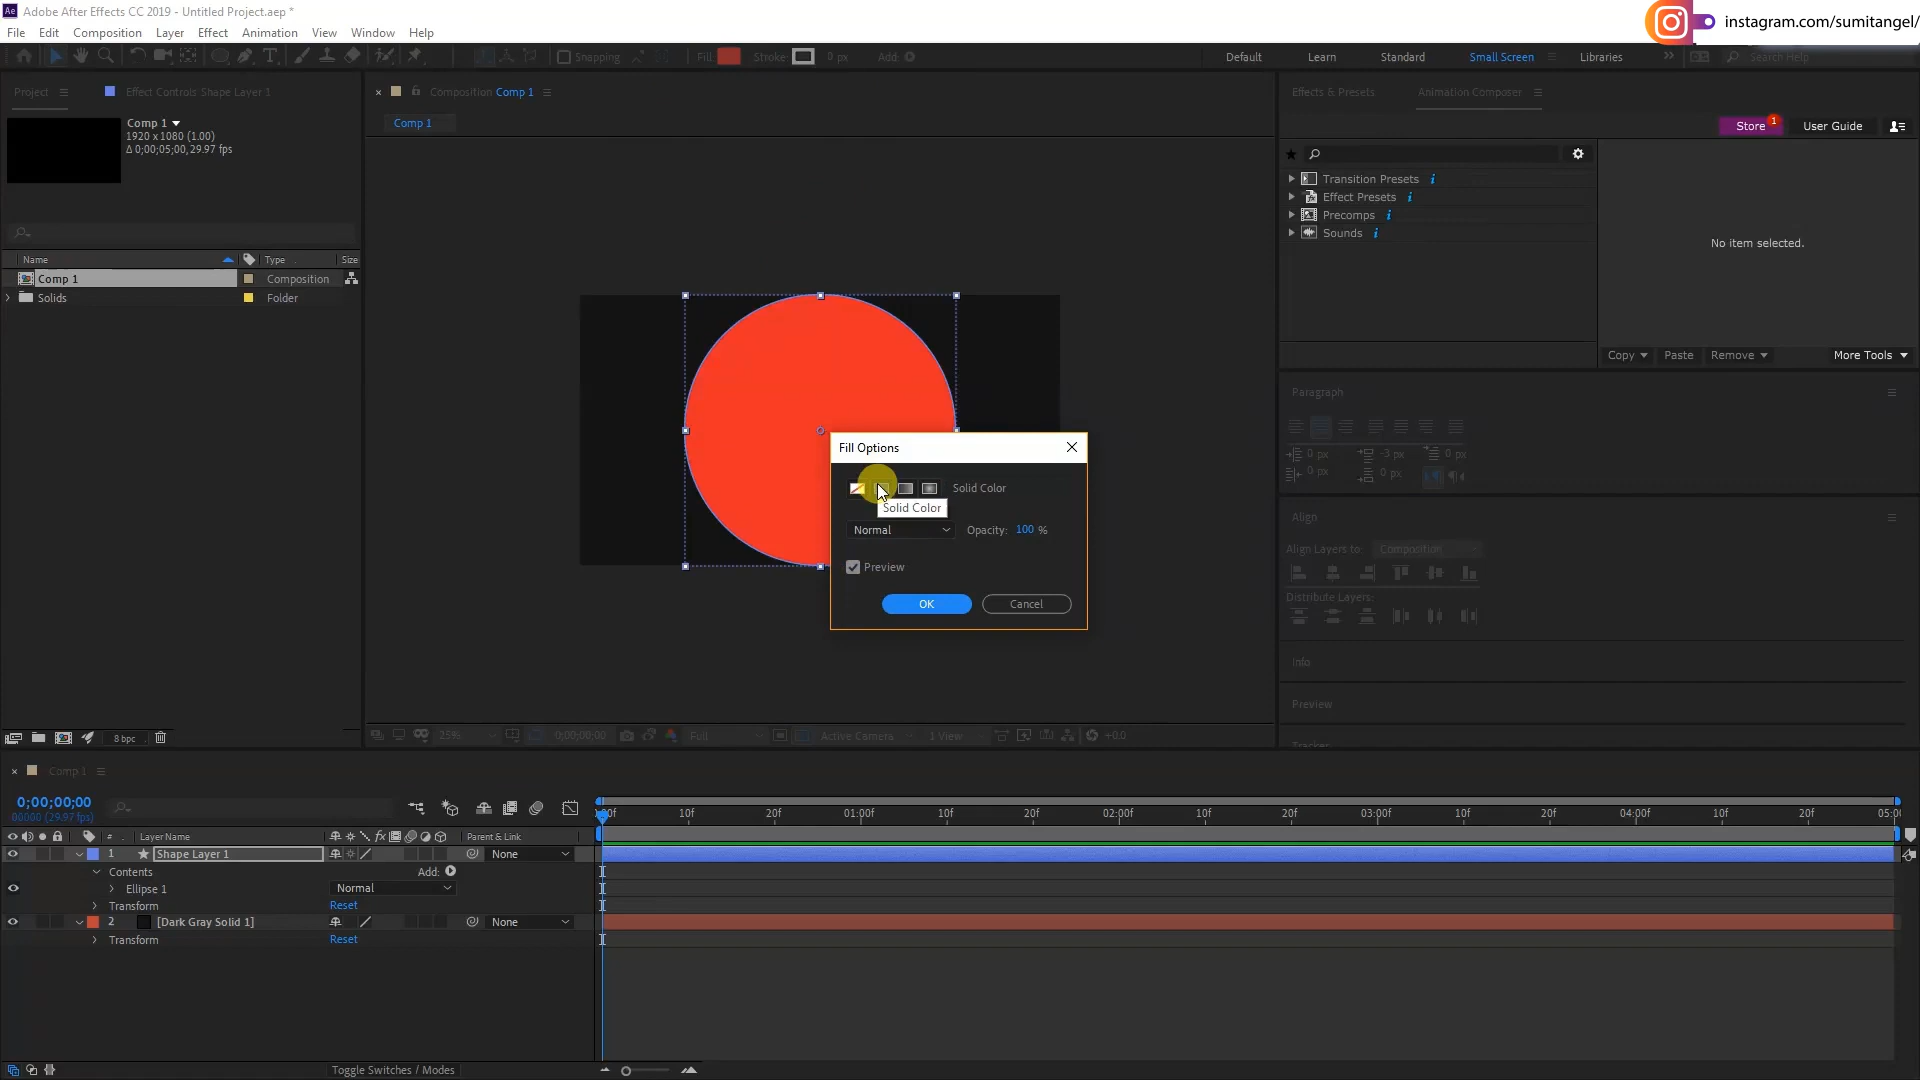 Adobe After Effects CC 2019 - Untitled Project.aep *
instagram.com/sumitangel/
File Edit Composition Layer Effect Animation View Window Help
Snapping Fill Stroke 0 px Add:
Default Learn Standard Small Screen Libraries Search Help
Project Effect Controls Shape Layer 1
Composition Comp 1
Effects & Presets Animation Composer
Comp 1
1920 x 1080 (1.00)
Δ 0;00;05;00, 29.97 fps
Comp 1
Store 1 User Guide
Transition Presets i
Effect Presets i
Precomps i
Sounds i
No item selected.
Name Type Size
Comp 1 Composition
Solids Folder
Copy Paste Remove More Tools
Paragraph
0 px -3 px 0 px
0 px 0 px
Fill Options
Solid Color
Solid Color
Normal Opacity: 100 %
Preview
OK Cancel
Align
Align Layers to: Composition
Distribute Layers:
Info
Preview
Tracker
8 bpc
25% 0;00;00;00 Full Active Camera 1 View +0.0
Comp 1
0;00;00;00
00000 (29.97 fps)
10f 20f 01:00f 10f 20f 02:00f 10f 20f 03:00f 10f 20f 04:00f 10f 20f
# Layer Name fx Parent & Link
1 Shape Layer 1 None
Contents Add:
Ellipse 1 Normal
Transform Reset
2 [Dark Gray Solid 1] None
Transform Reset
Toggle Switches / Modes